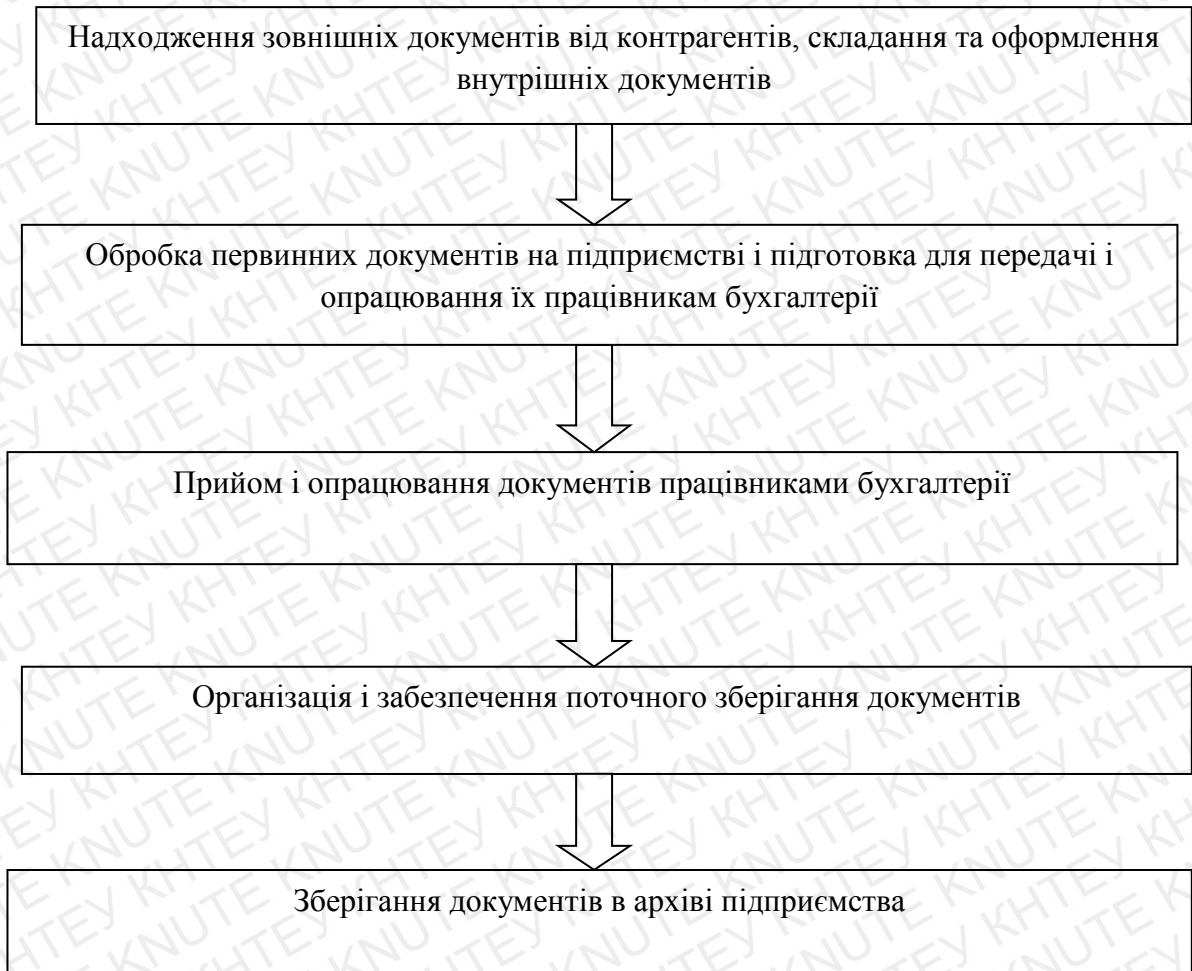 Надходження зовнішніх документів від контрагентів, складання та оформлення
внутрішніх документів
Обробка первинних документів на підприємстві і підготовка для передачі і
опрацювання їх працівникам бухгалтерії
Прийом і опрацювання документів працівниками бухгалтерії
Організація і забезпечення поточного зберігання документів
Зберігання документів в архіві підприємства